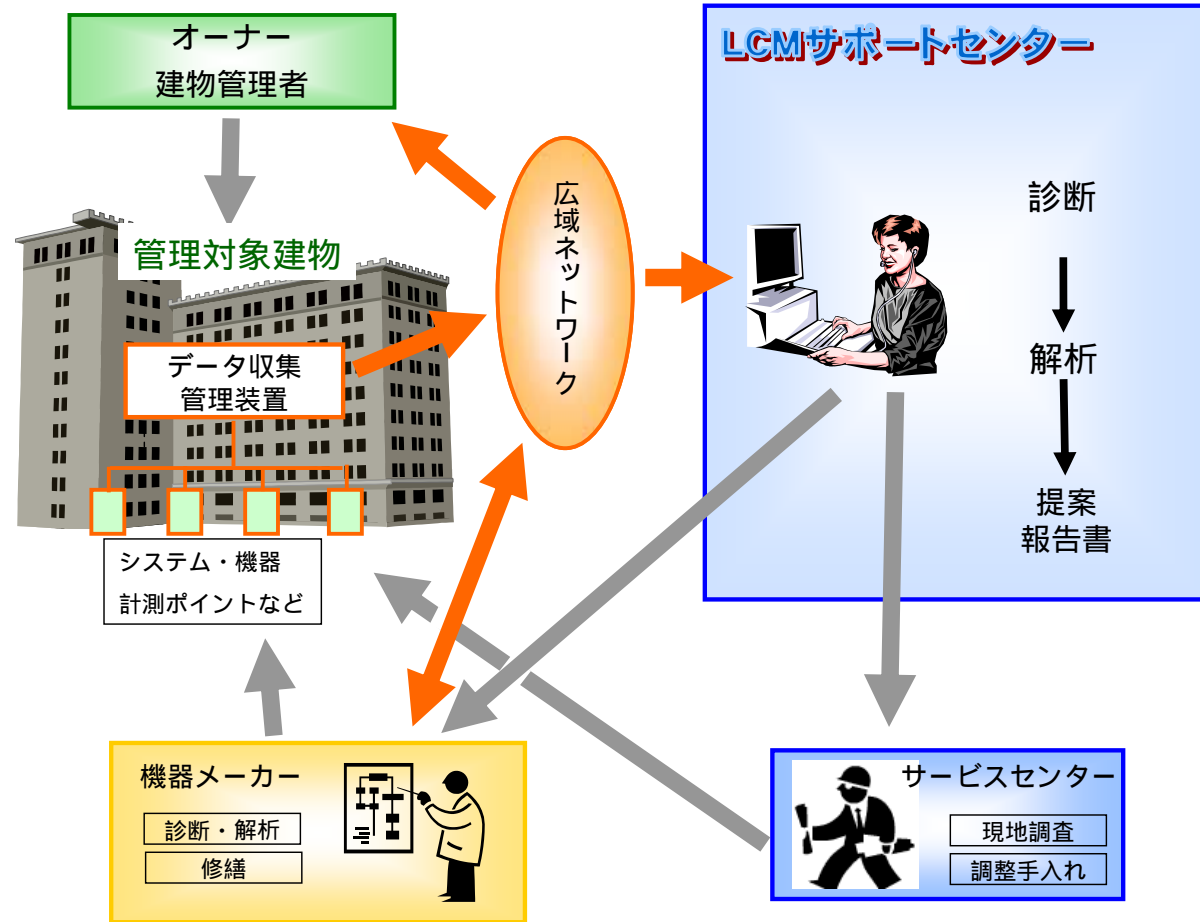 オーナー
建物管理者
LCMサポートセンター
管理対象建物
広域ネットワーク
診断
データ収集
管理装置
解析
提案
報告書
システム・機器
計測ポイントなど
機器メーカー
診断・解析
修繕
サービスセンター
現地調査
調整手入れ